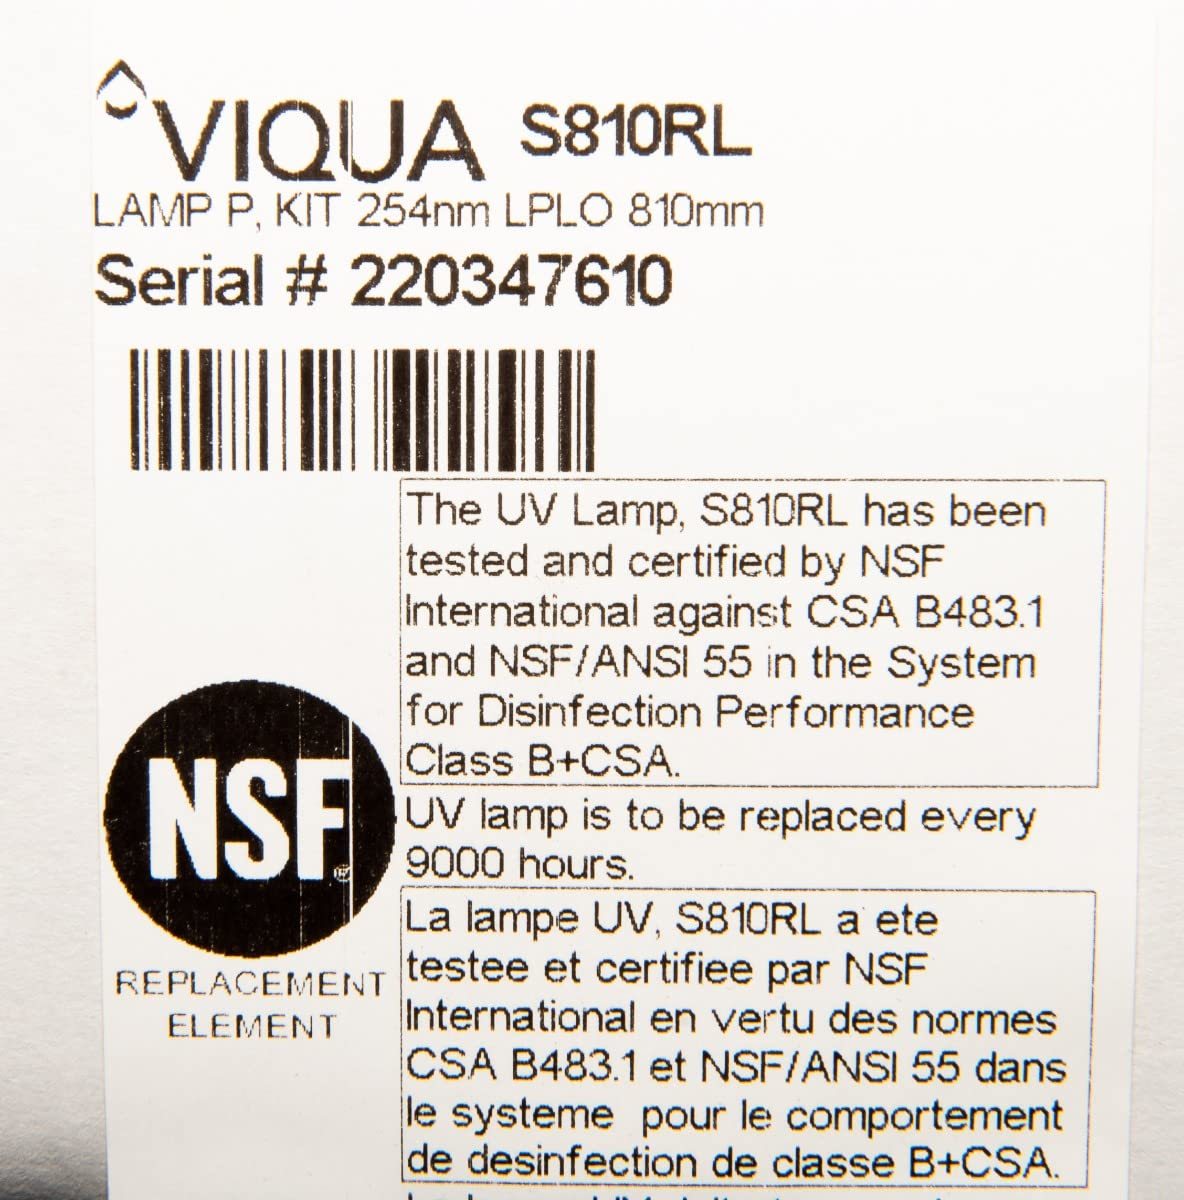 VIQUA S810RL
LAMP P, KIT 254nm LPLO 810mm
Serial # 220347610
The UV Lamp, S810RL has been
tested and certified by NSF
International against CSA B483.1
and NSF/ANSI 55 in the System
for Disinfection Performance
Class B+CSA.
NSF®
REPLACEMENT
ELEMENT
UV lamp is to be replaced every
9000 hours.
La lampe UV, S810RL a ete
testee et certifiee par NSF
International en vertu des normes
CSA B483.1 et NSF/ANSI 55 dans
le systeme pour le comportement
de desinfection de classe B+CSA.